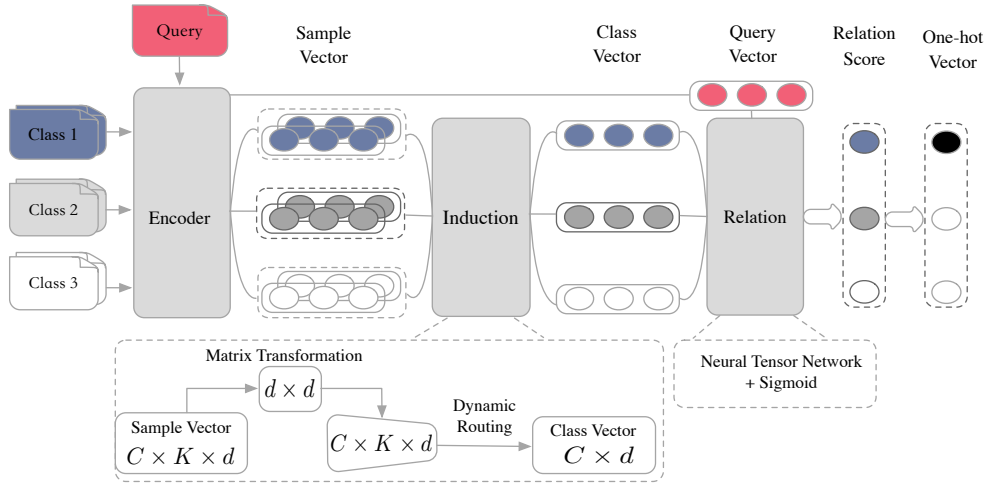 Query
Sample
Vector
Class
Vector
Query
Vector
Relation
Score
One-hot
Vector
Class 1
Class 2
Class 3
Encoder
Induction
Relation
Matrix Transformation
d × d
Sample Vector
C × K × d
C × K × d
Dynamic
Routing
Class Vector
C × d
Neural Tensor Network
+ Sigmoid